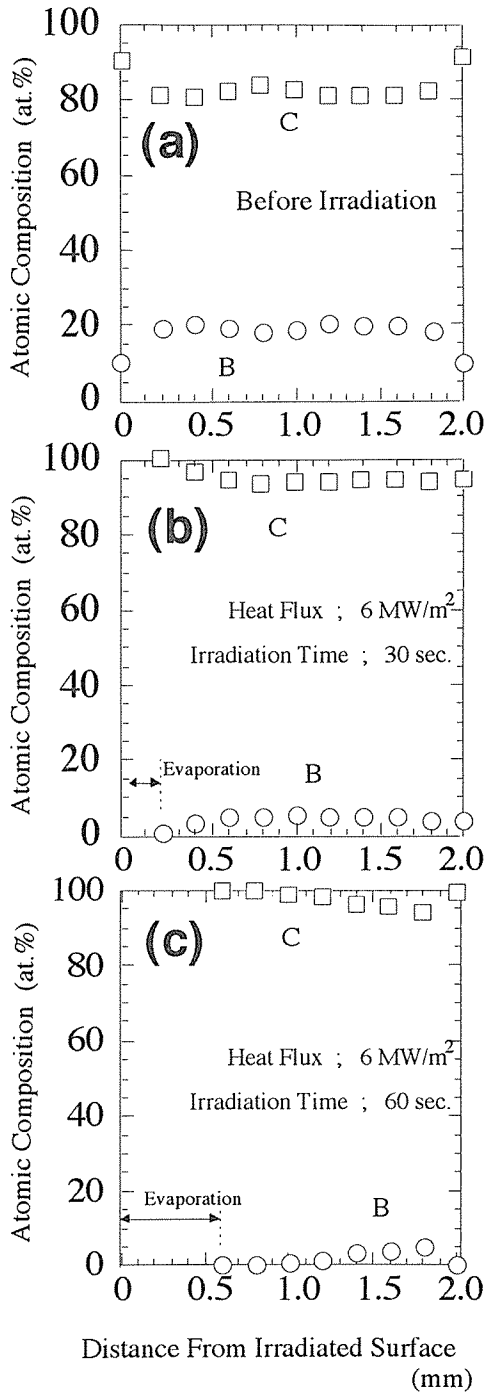 100
80
60
40
20
0
Atomic Composition (at.%)
(a)
C
Before Irradiation
B
0 0.5 1.0 1.5 2.0
100
80
60
40
20
0
Atomic Composition (at.%)
(b)
C
Heat Flux ; 6 MW/m²
Irradiation Time ; 30 sec.
Evaporation
B
0 0.5 1.0 1.5 2.0
100
80
60
40
20
0
Atomic Composition (at.%)
(c)
C
Heat Flux ; 6 MW/m²
Irradiation Time ; 60 sec.
Evaporation
B
0 0.5 1.0 1.5 2.0
Distance From Irradiated Surface
(mm)